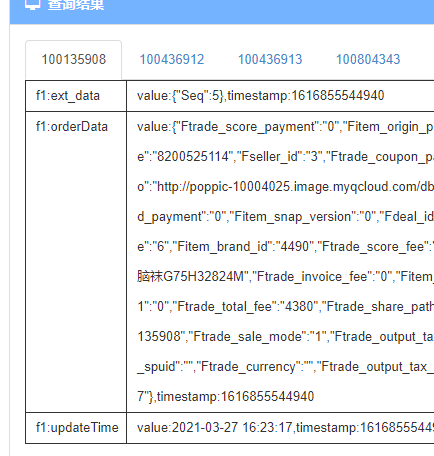 查询结果
100135908 100436912 100436913 100804343
f1:ext_data value:{"Seq":5},timestamp:1616855544940
f1:orderData value:{"Ftrade_score_payment":"0","Fitem_origin_p
e":"8200525114","Fseller_id":"3","Ftrade_coupon_pa
o":"http://poppic-10004025.image.myqcloud.com/db
d_payment":"0","Fitem_snap_version":"0","Fdeal_id
e":"6","Fitem_brand_id":"4490","Ftrade_score_fee":"
脑袜G75H32824M","Ftrade_invoice_fee":"0","Fitem_
1":"0","Ftrade_total_fee":"4380","Ftrade_share_path
135908","Ftrade_sale_mode":"1","Ftrade_output_ta
_spuid":"","Ftrade_currency":"","Ftrade_output_tax_
7"},timestamp:1616855544940
f1:updateTime value:2021-03-27 16:23:17,timestamp:16168555449